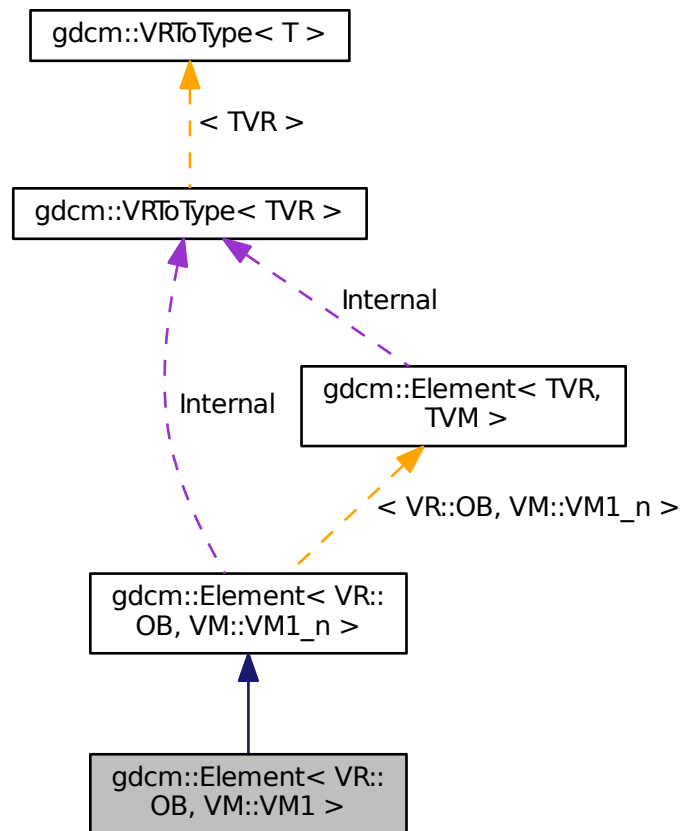 gdcm::VRToType< T >
< TVR >
gdcm::VRToType< TVR >
Internal
gdcm::Element< TVR,
TVM >
Internal
< VR::OB, VM::VM1_n >
gdcm::Element< VR::
OB, VM::VM1_n >
gdcm::Element< VR::
OB, VM::VM1 >